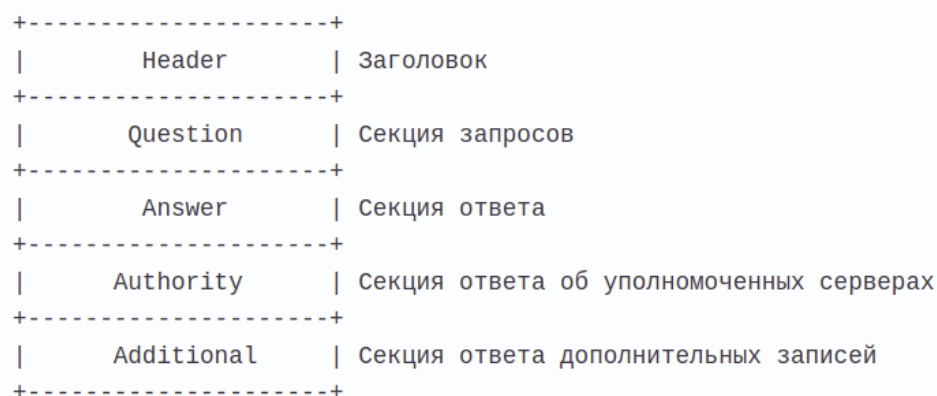 +---------------------+
|        Header       | Заголовок
+---------------------+
|       Question      | Секция запросов
+---------------------+
|        Answer       | Секция ответа
+---------------------+
|      Authority      | Секция ответа об уполномоченных серверах
+---------------------+
|      Additional     | Секция ответа дополнительных записей
+---------------------+